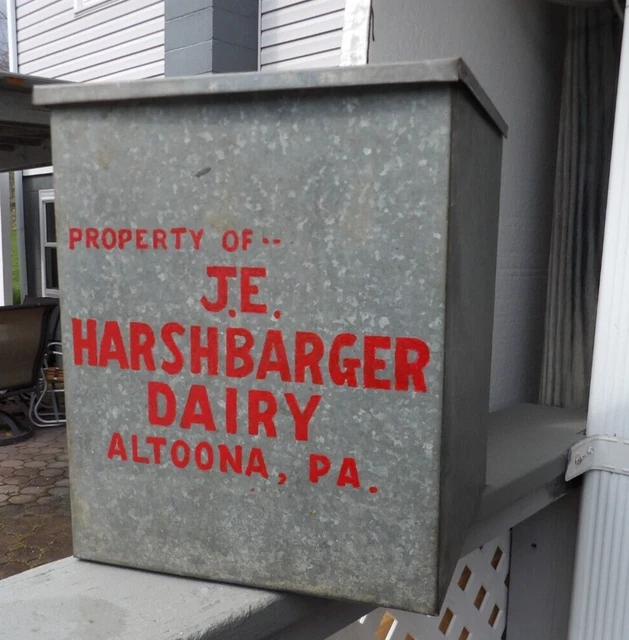 PROPERTY OF --
J.E.
HARSHBARGER
DAIRY
ALTOONA, PA.